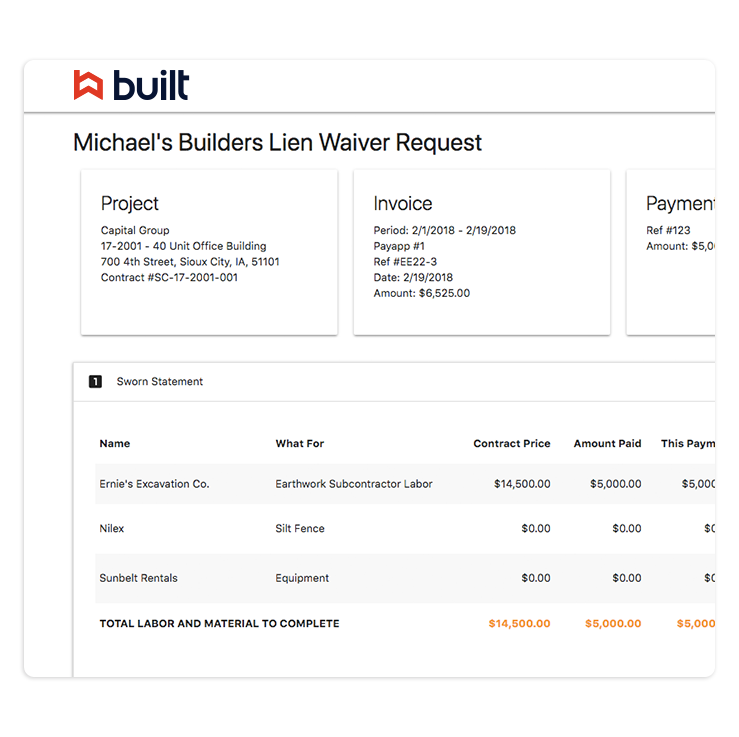 built
Michael's Builders Lien Waiver Request
Project
Capital Group
17-2001 - 40 Unit Office Building
700 4th Street, Sioux City, IA, 51101
Contract #SC-17-2001-001
Invoice
Period: 2/1/2018 - 2/19/2018
Payapp #1
Ref #EE22-3
Date: 2/19/2018
Amount: $6,525.00
Payment
Ref #123
Amount: $5,0
1 Sworn Statement
Name What For Contract Price Amount Paid This Paym
Ernie's Excavation Co. Earthwork Subcontractor Labor $14,500.00 $5,000.00 $5,000
Nilex Silt Fence $0.00 $0.00 $0
Sunbelt Rentals Equipment $0.00 $0.00 $0
TOTAL LABOR AND MATERIAL TO COMPLETE $14,500.00 $5,000.00 $5,000